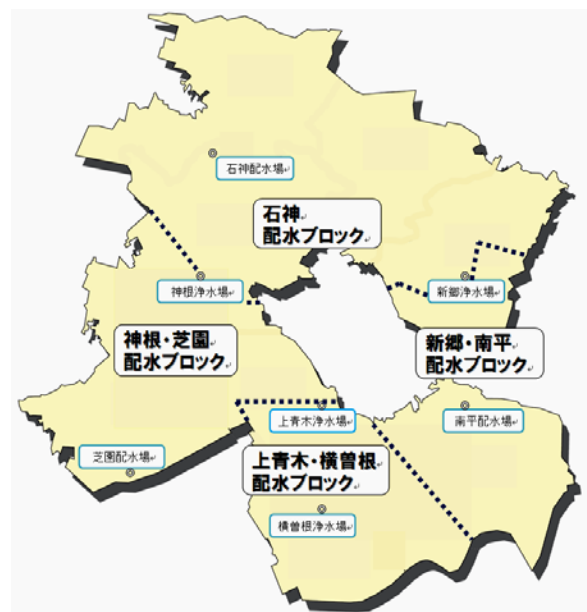 石神配水場
石神
配水ブロック
神根浄水場
新郷浄水場
神根・芝園
配水ブロック
新郷・南平
配水ブロック
上青木浄水場
南平配水場
芝園配水場
上青木・横曽根
配水ブロック
横曽根浄水場